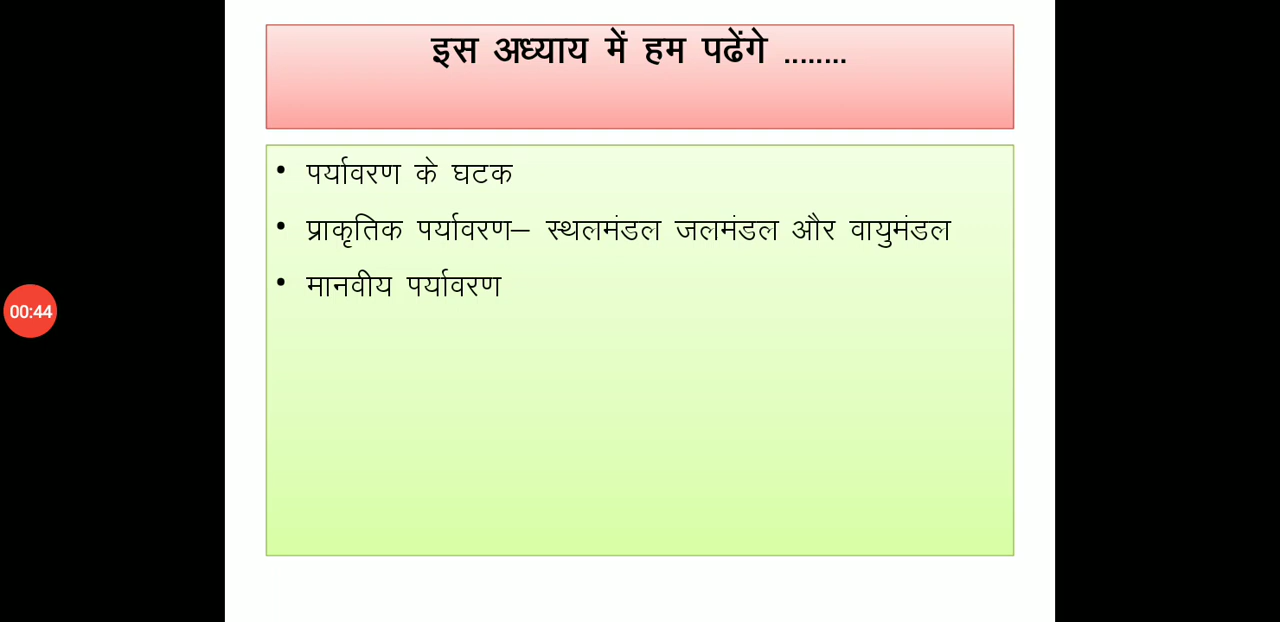 इस अध्याय में हम पढेंगे ........
• पर्यावरण के घटक
• प्राकृतिक पर्यावरण– स्थलमंडल जलमंडल और वायुमंडल
• मानवीय पर्यावरण
00:44